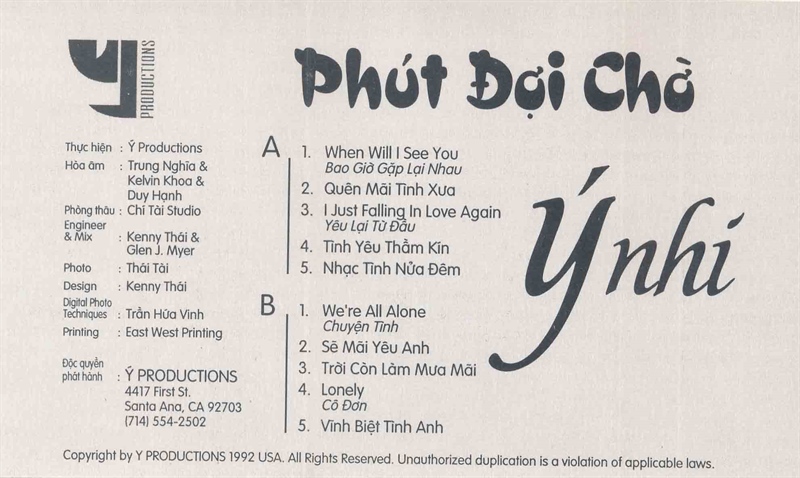 Y
PRODUCTIONS
Phút Đợi Chờ
Thực hiện : Ý Productions
Hòa âm : Trung Nghĩa &
Kelvin Khoa &
Duy Hạnh
Phòng thâu : Chí Tài Studio
Engineer
& Mix : Kenny Thái &
Glen J. Myer
Photo : Thái Tài
Design : Kenny Thái
Digital Photo
Techniques : Trần Hứa Vinh
Printing : East West Printing
Độc quyền
phát hành : Ý PRODUCTIONS
4417 First St.
Santa Ana, CA 92703
(714) 554-2502
A
1. When Will I See You
Bao Giờ Gặp Lại Nhau
2. Quên Mãi Tình Xưa
3. I Just Falling In Love Again
Yêu Lại Từ Đầu
4. Tình Yêu Thầm Kín
5. Nhạc Tình Nửa Đêm
B
1. We're All Alone
Chuyện Tình
2. Sẽ Mãi Yêu Anh
3. Trời Còn Làm Mưa Mãi
4. Lonely
Cô Đơn
5. Vĩnh Biệt Tình Anh
Ý nhi
Copyright by Y PRODUCTIONS 1992 USA. All Rights Reserved. Unauthorized duplication is a violation of applicable laws.